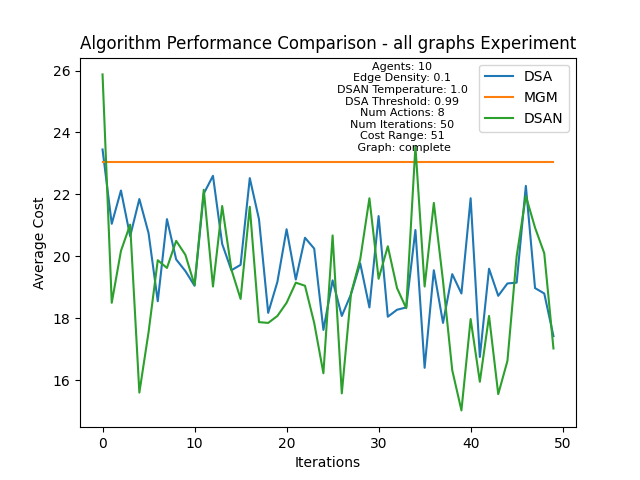 Algorithm Performance Comparison - all graphs Experiment
Agents: 10
Edge Density: 0.1
DSAN Temperature: 1.0
DSA Threshold: 0.99
Num Actions: 8
Num Iterations: 50
Cost Range: 51
Graph: complete
DSA
MGM
DSAN
Average Cost
26
24
22
20
18
16
0
10
20
30
40
50
Iterations